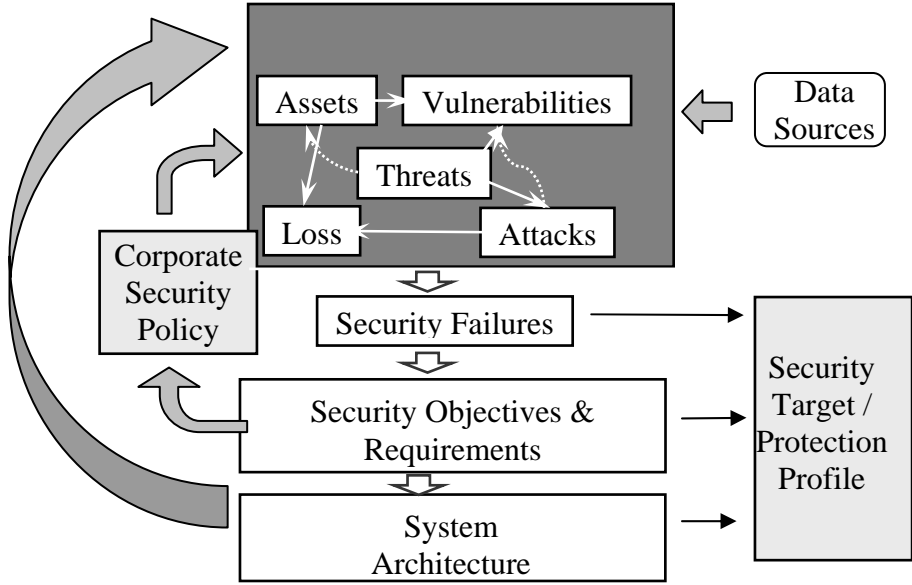 Assets
Vulnerabilities
Data
Sources
Threats
Loss
Attacks
Corporate
Security
Policy
Security Failures
Security
Target /
Protection
Profile
Security Objectives &
Requirements
System
Architecture